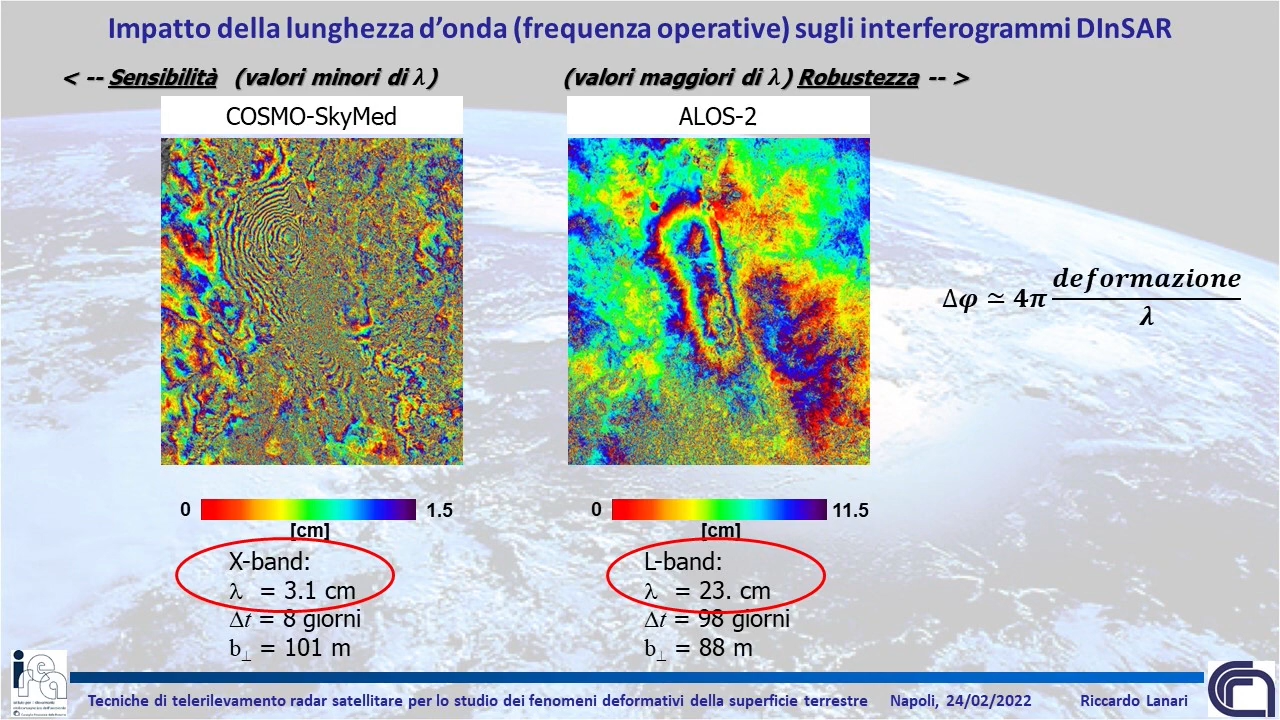 Impatto della lunghezza d’onda (frequenza operative) sugli interferogrammi DInSAR
< -- Sensibilità (valori minori di λ)
(valori maggiori di λ) Robustezza -- >
COSMO-SkyMed
ALOS-2
Δφ ≃ 4π deformazione / λ
0 1.5
[cm]
0 11.5
[cm]
X-band:
λ = 3.1 cm
Δt = 8 giorni
b⊥ = 101 m
L-band:
λ = 23. cm
Δt = 98 giorni
b⊥ = 88 m
irea
Tecniche di telerilevamento radar satellitare per lo studio dei fenomeni deformativi della superficie terrestre Napoli, 24/02/2022 Riccardo Lanari